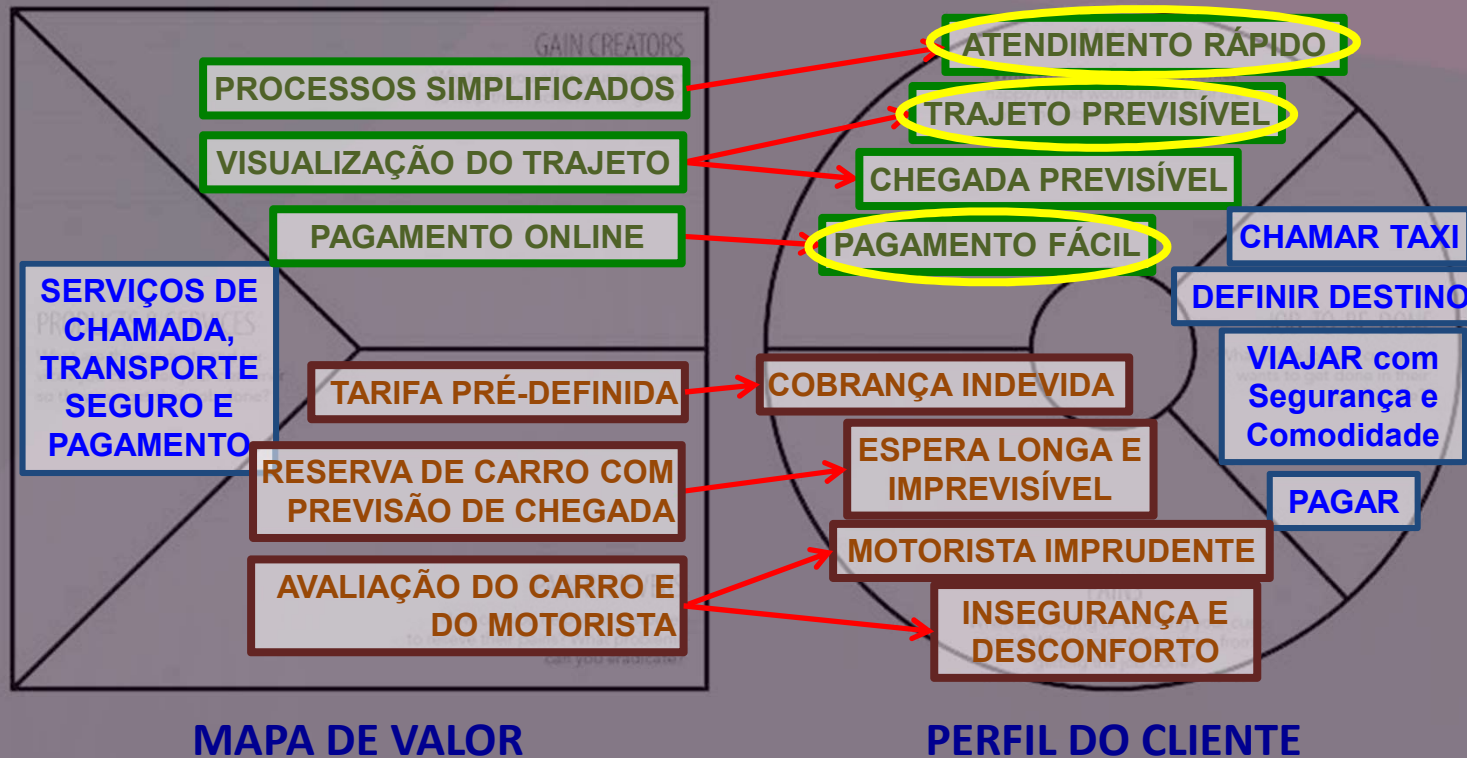 GAIN CREATORS
PROCESSOS SIMPLIFICADOS
VISUALIZAÇÃO DO TRAJETO
PAGAMENTO ONLINE
SERVIÇOS DE
CHAMADA,
TRANSPORTE
SEGURO E
PAGAMENTO
TARIFA PRÉ-DEFINIDA
RESERVA DE CARRO COM
PREVISÃO DE CHEGADA
AVALIAÇÃO DO CARRO E
DO MOTORISTA
can you eradicate?
MAPA DE VALOR
ATENDIMENTO RÁPIDO
TRAJETO PREVISÍVEL
CHEGADA PREVISÍVEL
PAGAMENTO FÁCIL
CHAMAR TAXI
DEFINIR DESTINO
VIAJAR com
Segurança e
Comodidade
PAGAR
COBRANÇA INDEVIDA
ESPERA LONGA E
IMPREVISÍVEL
MOTORISTA IMPRUDENTE
INSEGURANÇA E
DESCONFORTO
PERFIL DO CLIENTE